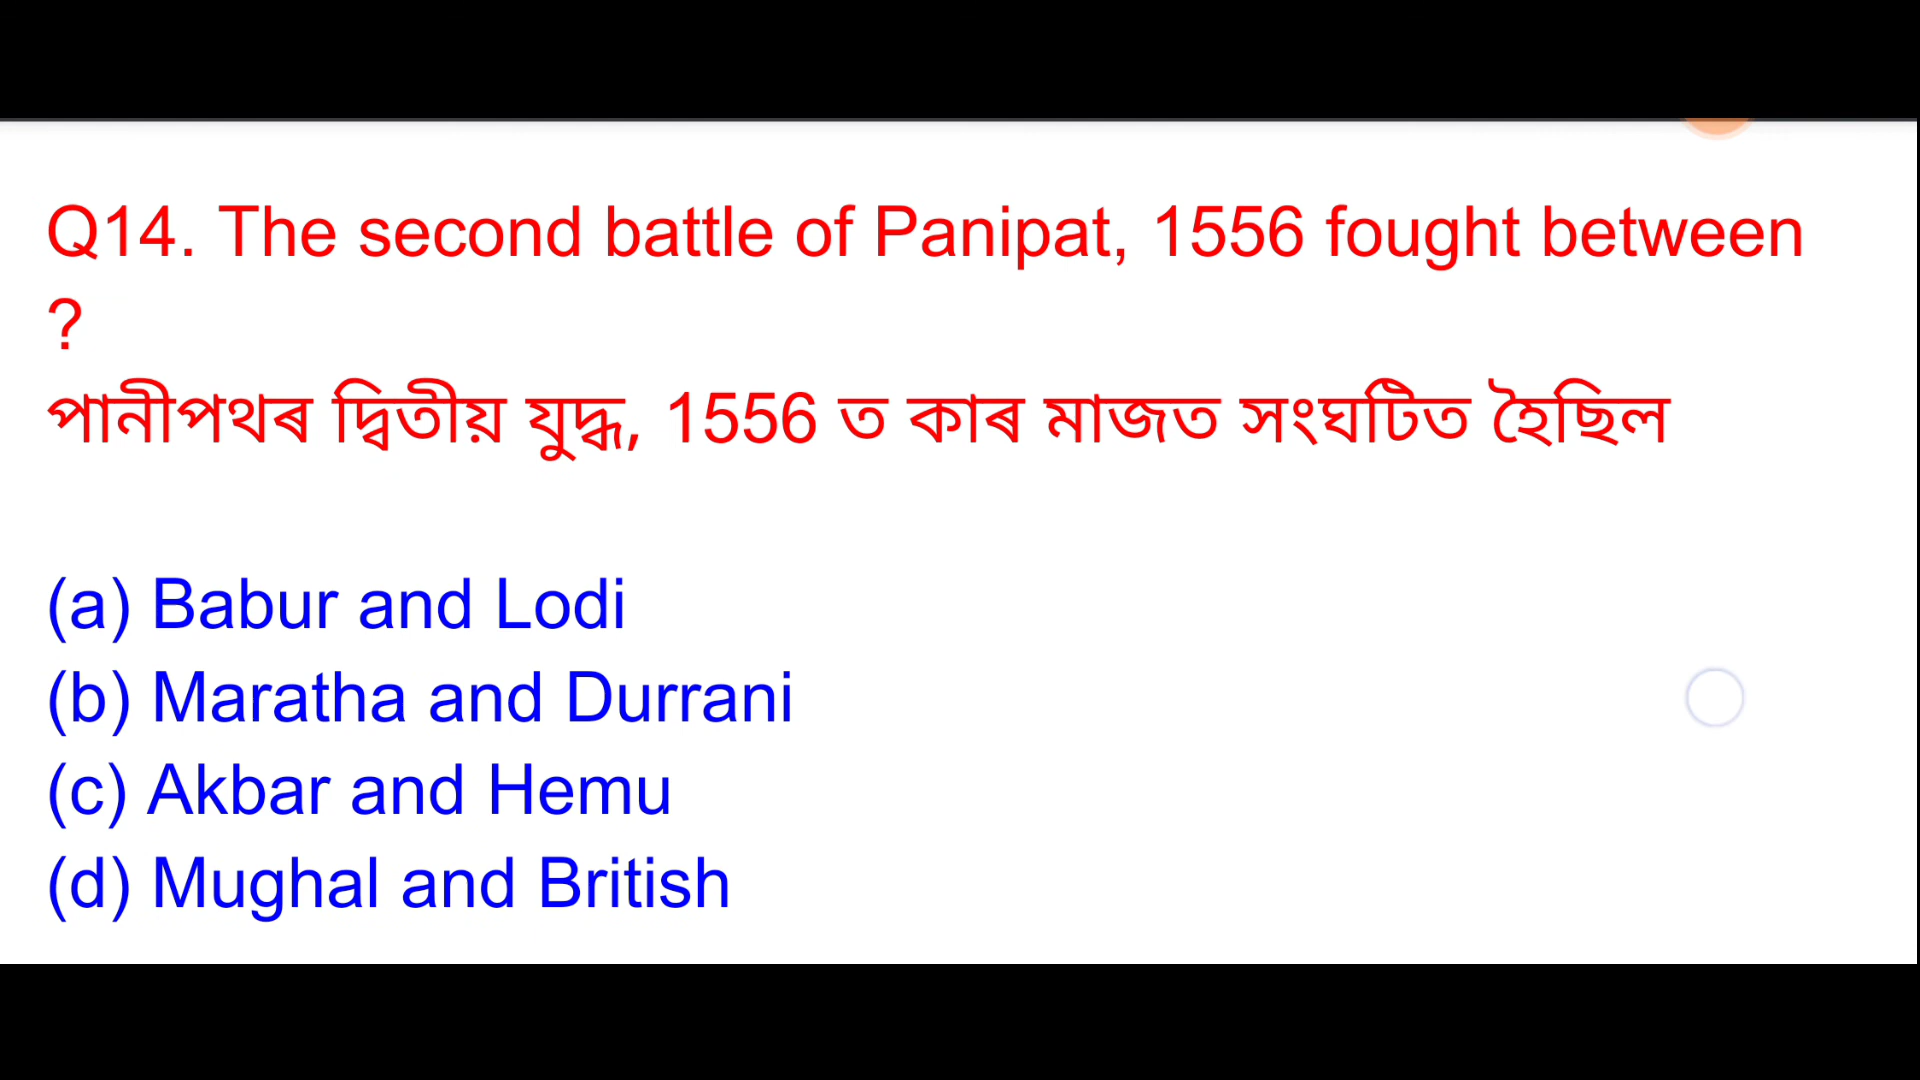 Q14. The second battle of Panipat, 1556 fought between
?
পানীপথৰ দ্বিতীয় যুদ্ধ, 1556 ত কাৰ মাজত সংঘটিত হৈছিল
(a) Babur and Lodi
(b) Maratha and Durrani
(c) Akbar and Hemu
(d) Mughal and British